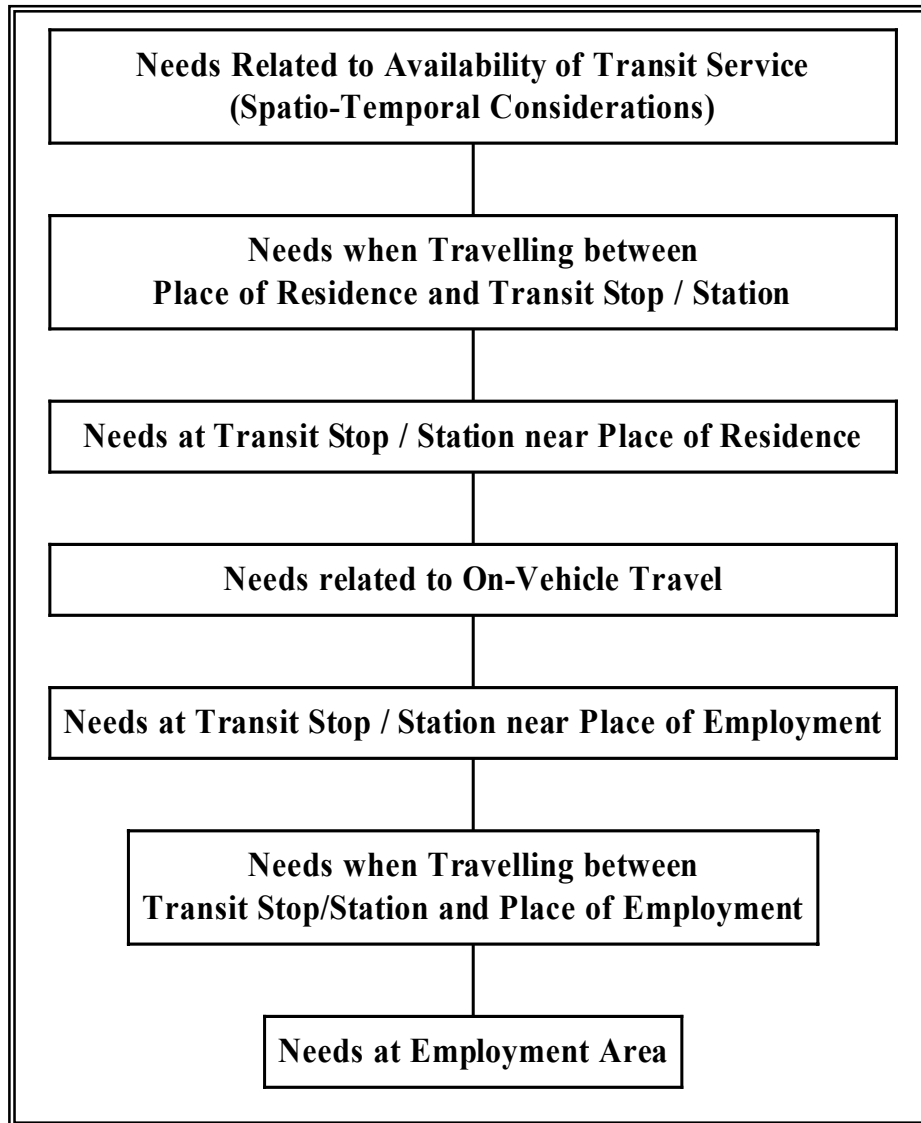 Needs Related to Availability of Transit Service
(Spatio-Temporal Considerations)
Needs when Travelling between
Place of Residence and Transit Stop / Station
Needs at Transit Stop / Station near Place of Residence
Needs related to On-Vehicle Travel
Needs at Transit Stop / Station near Place of Employment
Needs when Travelling between
Transit Stop/Station and Place of Employment
Needs at Employment Area